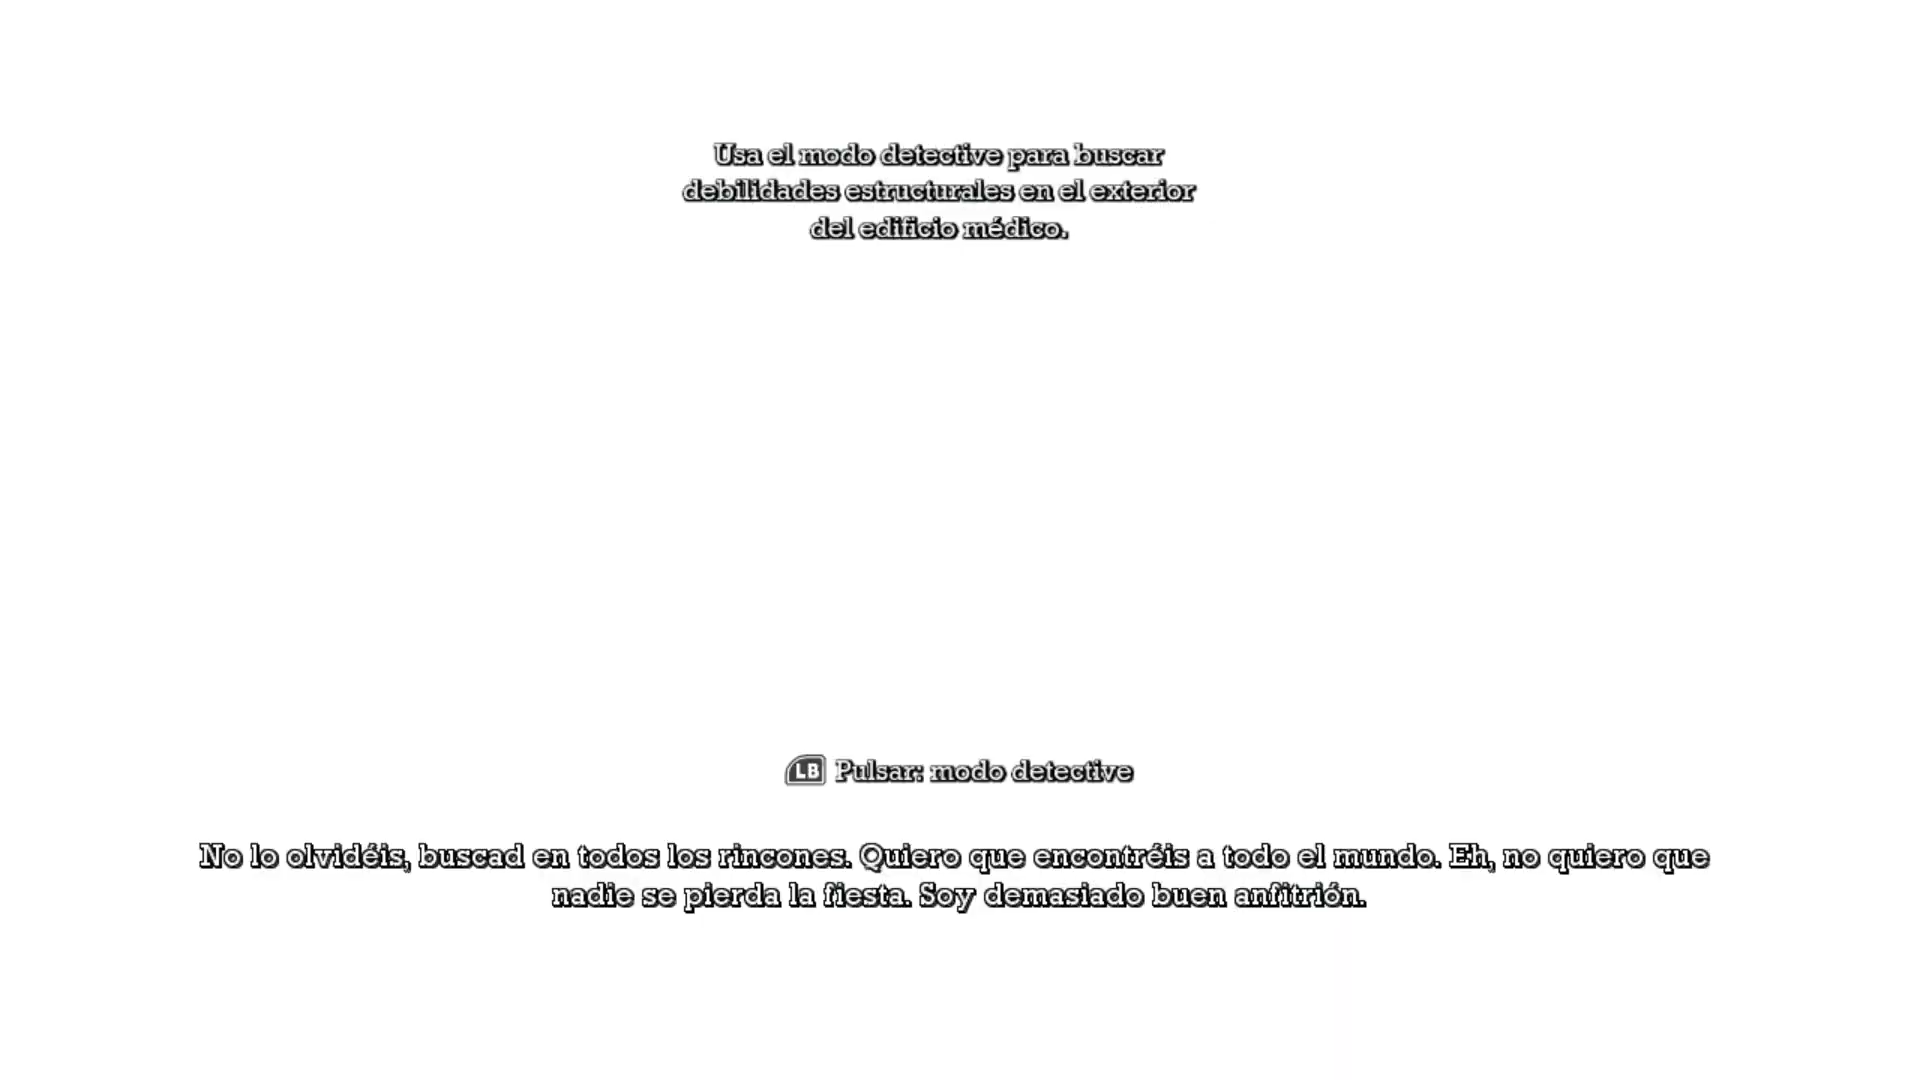 Usa el modo detective para buscar
debilidades estructurales en el exterior
del edificio médico.
LB Pulsar: modo detective
No lo olvidéis, buscad en todos los rincones. Quiero que encontréis a todo el mundo. Eh, no quiero que
nadie se pierda la fiesta. Soy demasiado buen anfitrión.